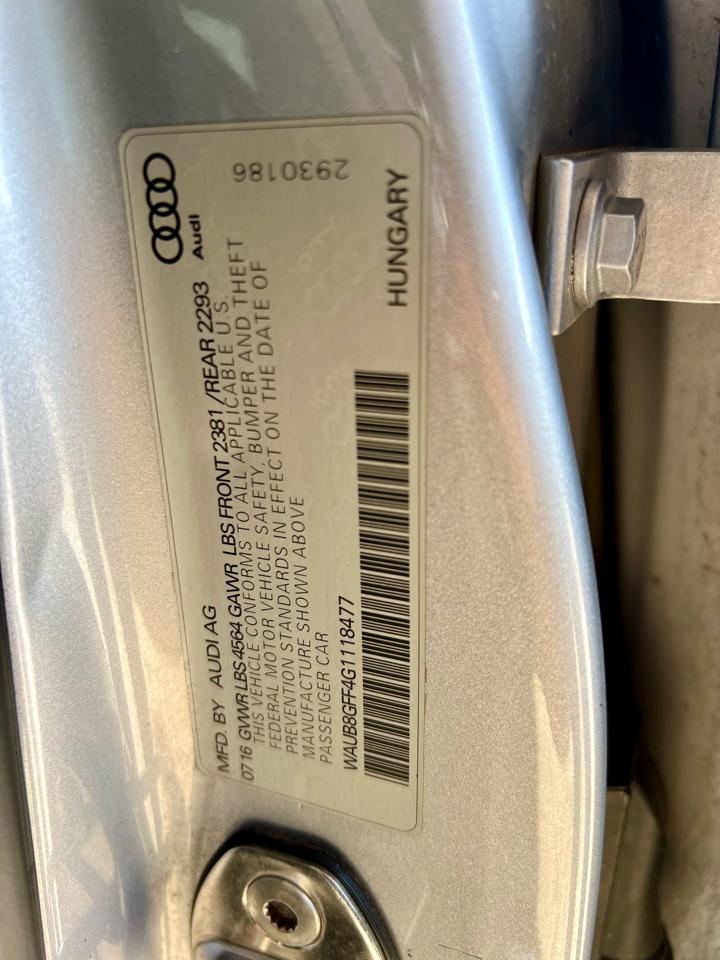 MFD. BY AUDI AG
0716 GVWR LBS 4564 GAWR LBS FRONT 2381 /REAR 2293
THIS VEHICLE CONFORMS TO ALL APPLICABLE U.S.
FEDERAL MOTOR VEHICLE SAFETY, BUMPER AND THEFT
PREVENTION STANDARDS IN EFFECT ON THE DATE OF
MANUFACTURE SHOWN ABOVE
PASSENGER CAR
WAUB8GFF4G1118477
Audi
2930186
HUNGARY